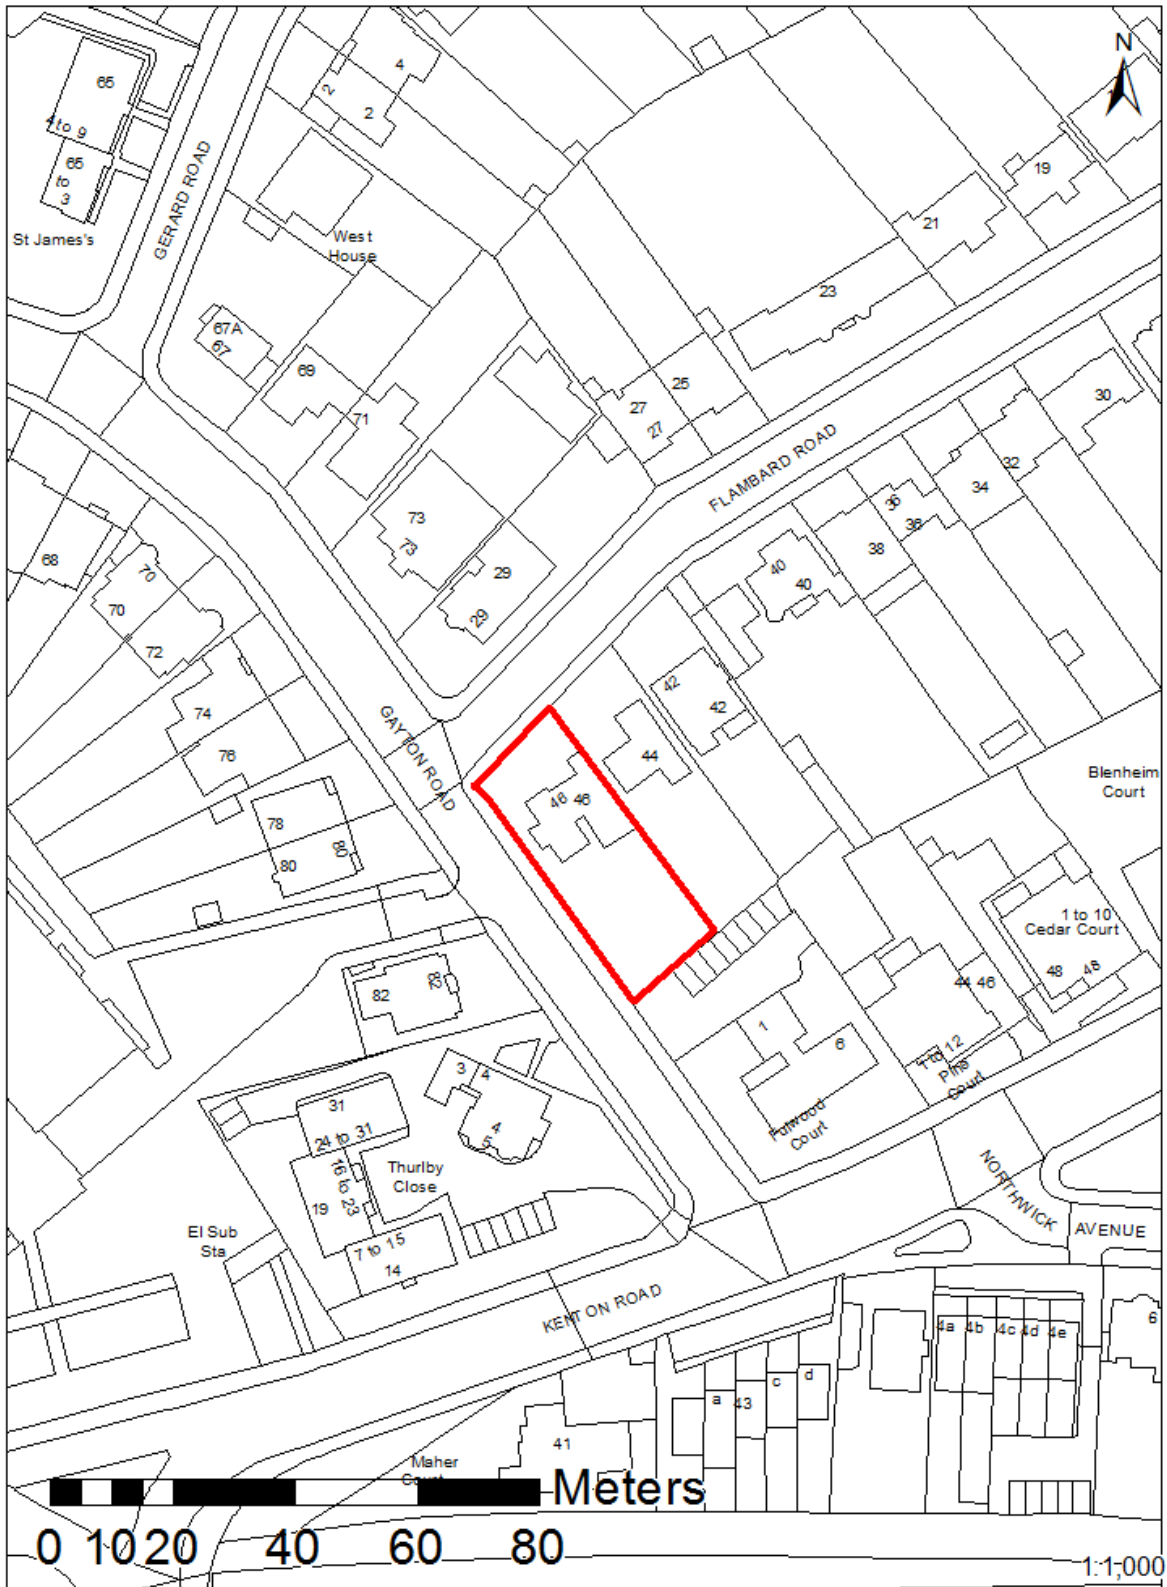 N
65
4 to 9
65
to
3
St James's
GERARD ROAD
2
4
2
West
House
1
19
21
23
67A
67
69
71
25
27
27
30
32
34
36
36
38
40
40
FLAMBARD ROAD
73
73
29
29
68
70
70
72
74
76
78
80
80
GAYTON ROAD
42
42
44
46
46
Blenheim
Court
1 to 10
Cedar Court
48
48
44 46
1 to 12
Pine
Court
1
6
Fulwood
Court
82
82
3
4
4
5
31
24 to 31
16 to 23
19
Thurlby
Close
7 to 15
14
El Sub
Sta
NORTHWICK
AVENUE
KENTON ROAD
4a
4b
4c
4d
4e
6
a
43
c
d
41
Maher
Court
Meters
0 10 20 40 60 80
1:1,000